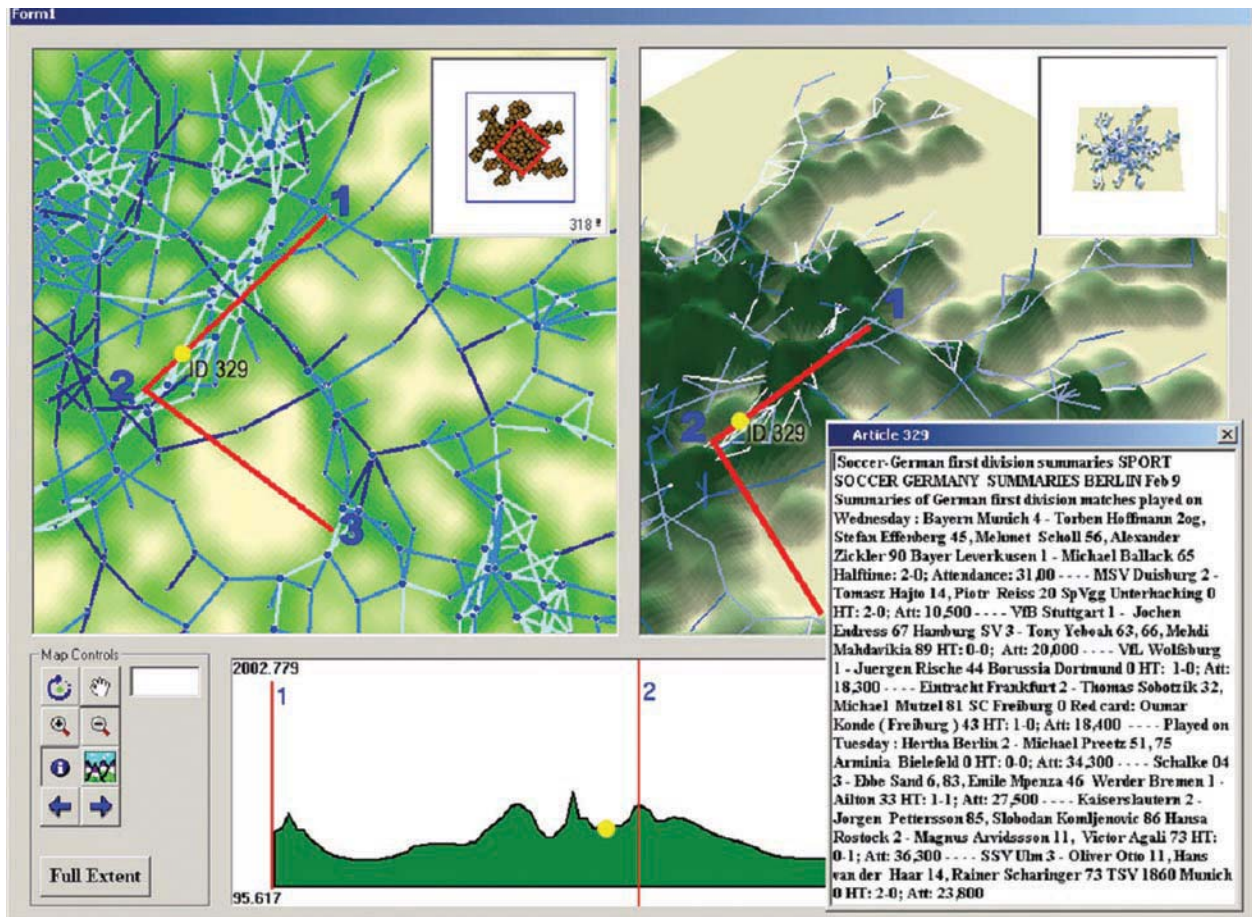 Form1
318 °
1
ID 329
2
3
1
2
ID 329
Article 329
Soccer-German first division summaries SPORT
SOCCER GERMANY SUMMARIES BERLIN Feb 9
Summaries of German first division matches played on
Wednesday : Bayern Munich 4 - Torben Hoffmann 2og,
Stefan Effenberg 45, Mehmet Scholl 56, Alexander
Zickler 90 Bayer Leverkusen 1 - Michael Ballack 65
Halftime: 2-0; Attendance: 31,00 - - - - MSV Duisburg 2 -
Tomasz Hajto 14, Piotr Reiss 20 SpVgg Unterhaching 0
HT: 2-0; Att: 10,500 - - - - VfB Stuttgart 1 - Jochen
Endress 67 Hamburg SV 3 - Tony Yeboah 63, 66, Mehdi
Mahdavikia 89 HT: 0-0; Att: 20,000 - - - - VfL Wolfsburg
1 - Juergen Rische 44 Borussia Dortmund 0 HT: 1-0; Att:
18,300 - - - - Eintracht Frankfurt 2 - Thomas Sobotzik 32,
Michael Mutzel 81 SC Freiburg 0 Red card: Oumar
Konde ( Freiburg ) 43 HT: 1-0; Att: 18,400 - - - - Played on
Tuesday : Hertha Berlin 2 - Michael Preetz 51, 75
Arminia Bielefeld 0 HT: 0-0; Att: 34,300 - - - - Schalke 04
3 - Ebbe Sand 6, 83, Emile Mpenza 46 Werder Bremen 1 -
Ailton 33 HT: 1-1; Att: 27,500 - - - - Kaiserslautern 2 -
Jorgen Pettersson 85, Slobodan Komljenovic 86 Hansa
Rostock 2 - Magnus Arvidssson 11, Victor Agali 73 HT:
0-1; Att: 36,300 - - - - SSV Ulm 3 - Oliver Otto 11, Hans
van der Haar 14, Rainer Scharinger 73 TSV 1860 Munich
0 HT: 2-0; Att: 23,800
Map Controls
Full Extent
2002.779
1
2
95.617